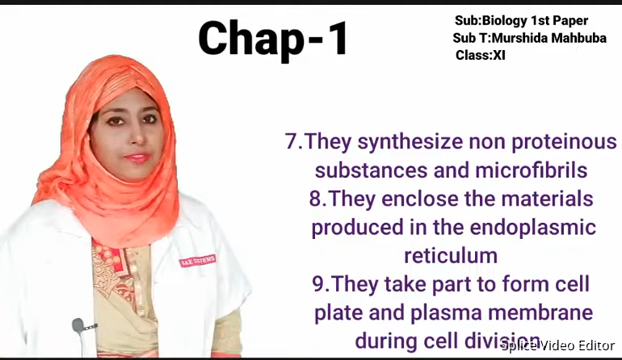 Chap-1
Sub:Biology 1st Paper
Sub T:Murshida Mahbuba
Class:XI
7.They synthesize non proteinous
substances and microfibrils
8.They enclose the materials
produced in the endoplasmic
reticulum
9.They take part to form cell
plate and plasma membrane
during cell division
Splice Video Editor